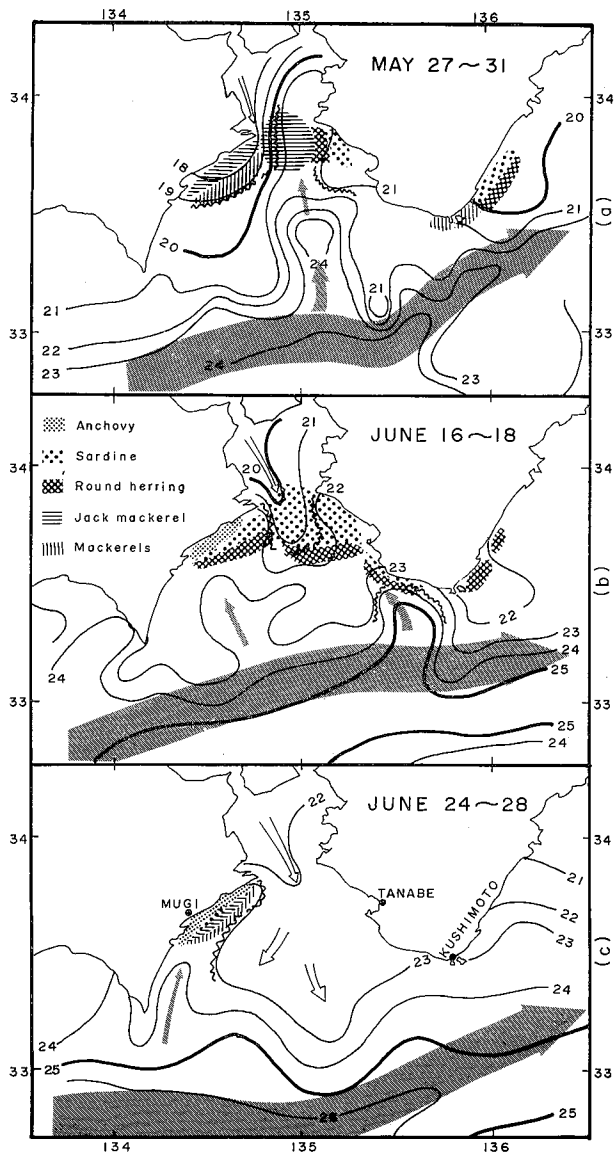 134 135 136
MAY 27~31
34 34
20
18
19
21
20
24
21
21
21
22
23
24
23
33 33
(a)
Anchovy
Sardine
Round herring
Jack mackerel
Mackerels
JUNE 16~18
21
34 34
20
22
23
22
23
24
24
25
33 33
25
24
(b)
JUNE 24~28
22
34 34
21
MUGI
TANABE
KUSHIMOTO
22
23
23
24
24
25
33 33
26
25
(c)
134 135 136